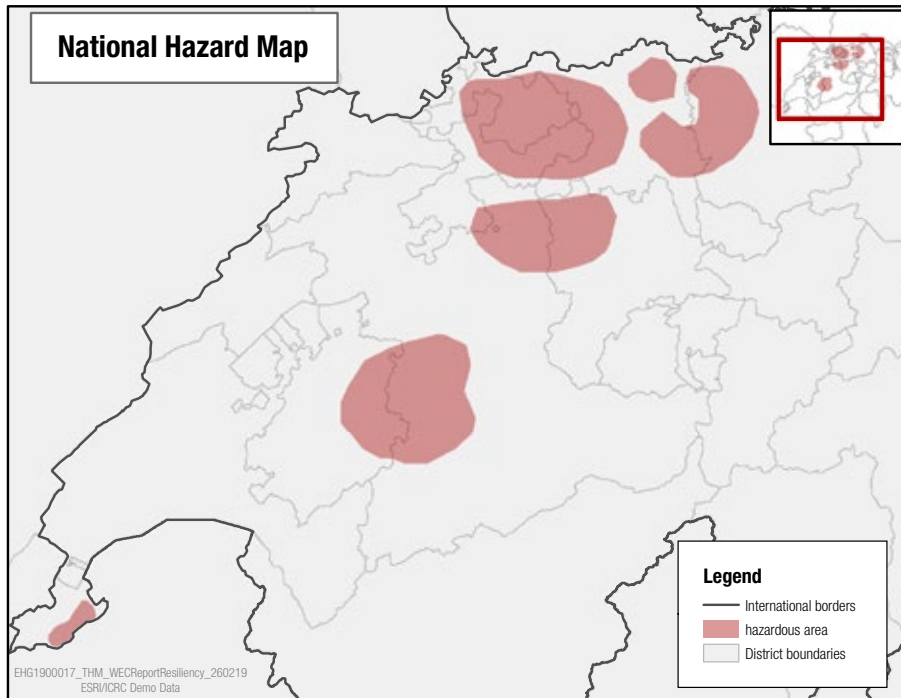 National Hazard Map
Legend
International borders
hazardous area
District boundaries
EHG1900017_THM_WECReportResiliency_260219
ESRI/ICRC Demo Data